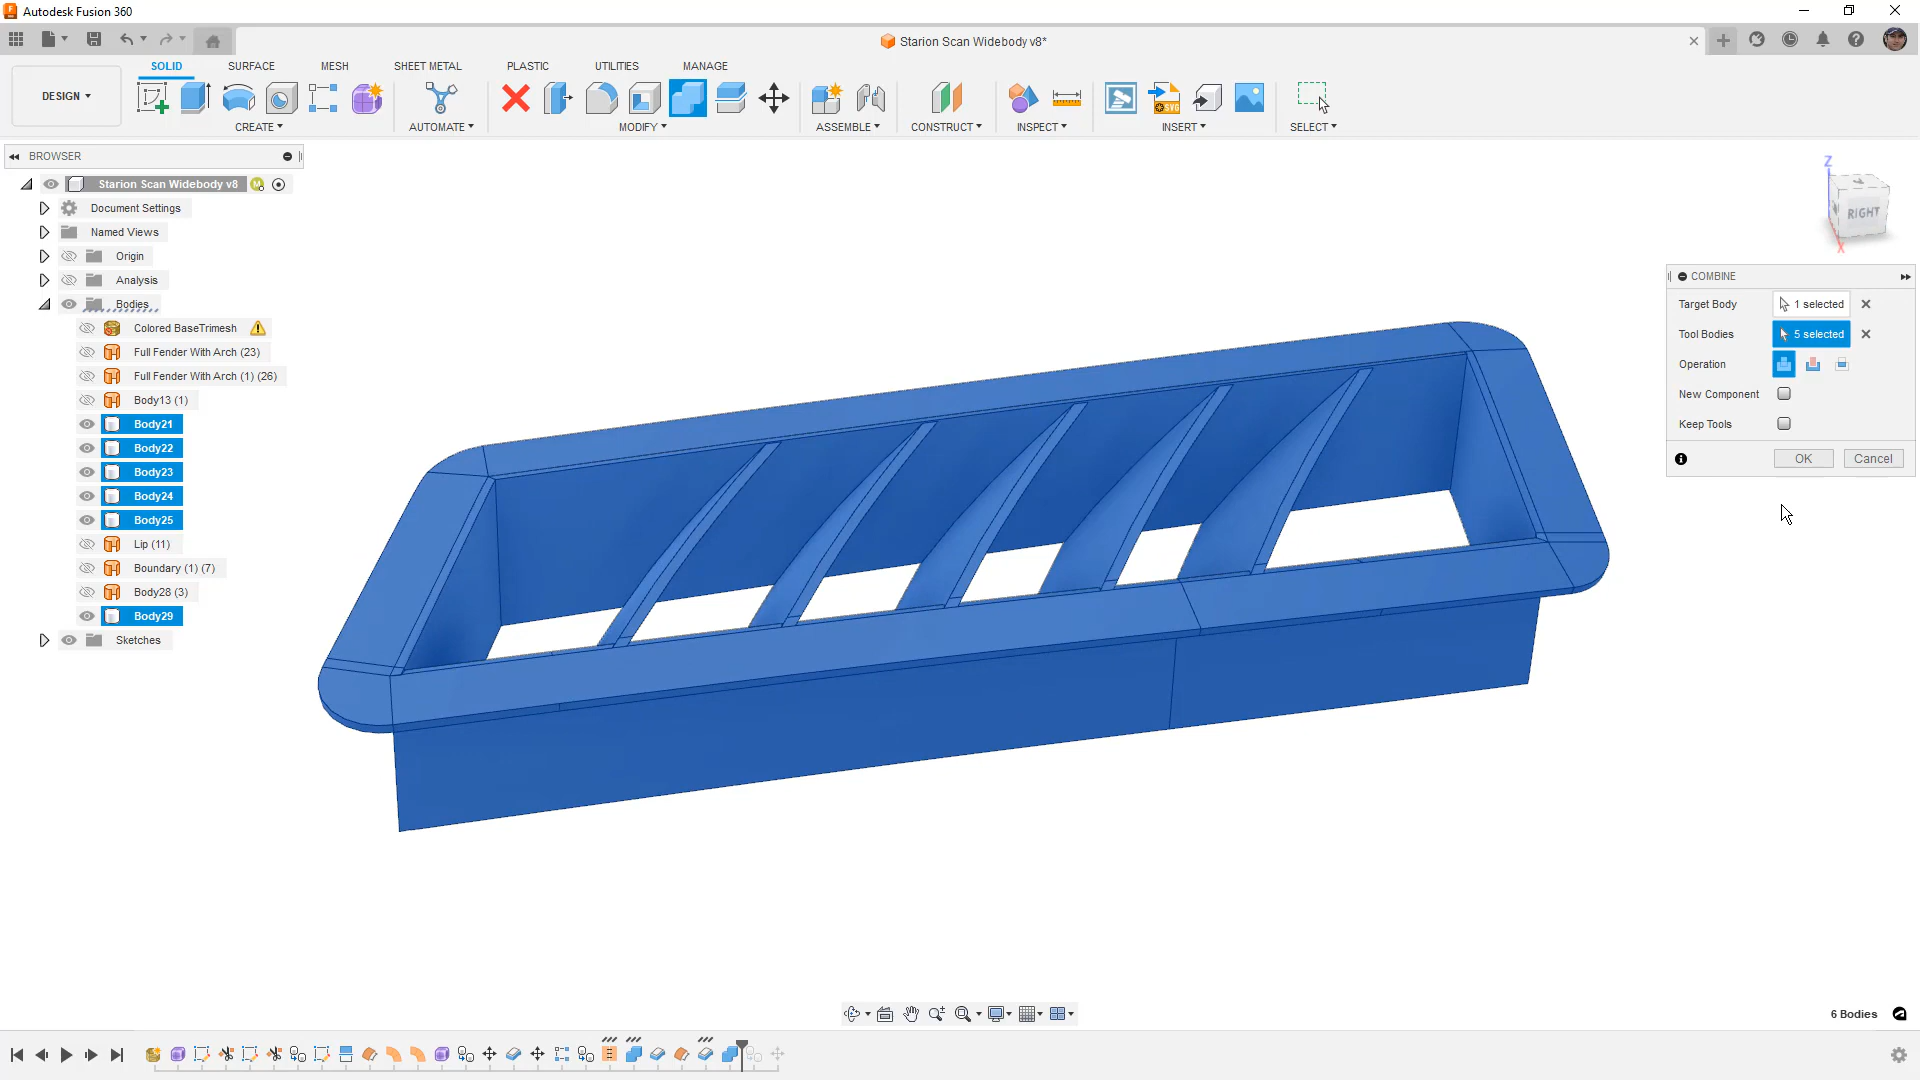 Autodesk Fusion 360
Starion Scan Widebody v8*
SOLID SURFACE MESH SHEET METAL PLASTIC UTILITIES MANAGE
DESIGN
CREATE AUTOMATE MODIFY ASSEMBLE CONSTRUCT INSPECT INSERT SELECT
SVG
BROWSER
Starion Scan Widebody v8
Document Settings
Named Views
Origin
Analysis
Bodies
Colored BaseTrimesh
Full Fender With Arch (23)
Full Fender With Arch (1) (26)
Body13 (1)
Body21
Body22
Body23
Body24
Body25
Lip (11)
Boundary (1) (7)
Body28 (3)
Body29
Sketches
Z
RIGHT
X
COMBINE
Target Body 1 selected
Tool Bodies 5 selected
Operation
New Component
Keep Tools
OK Cancel
6 Bodies